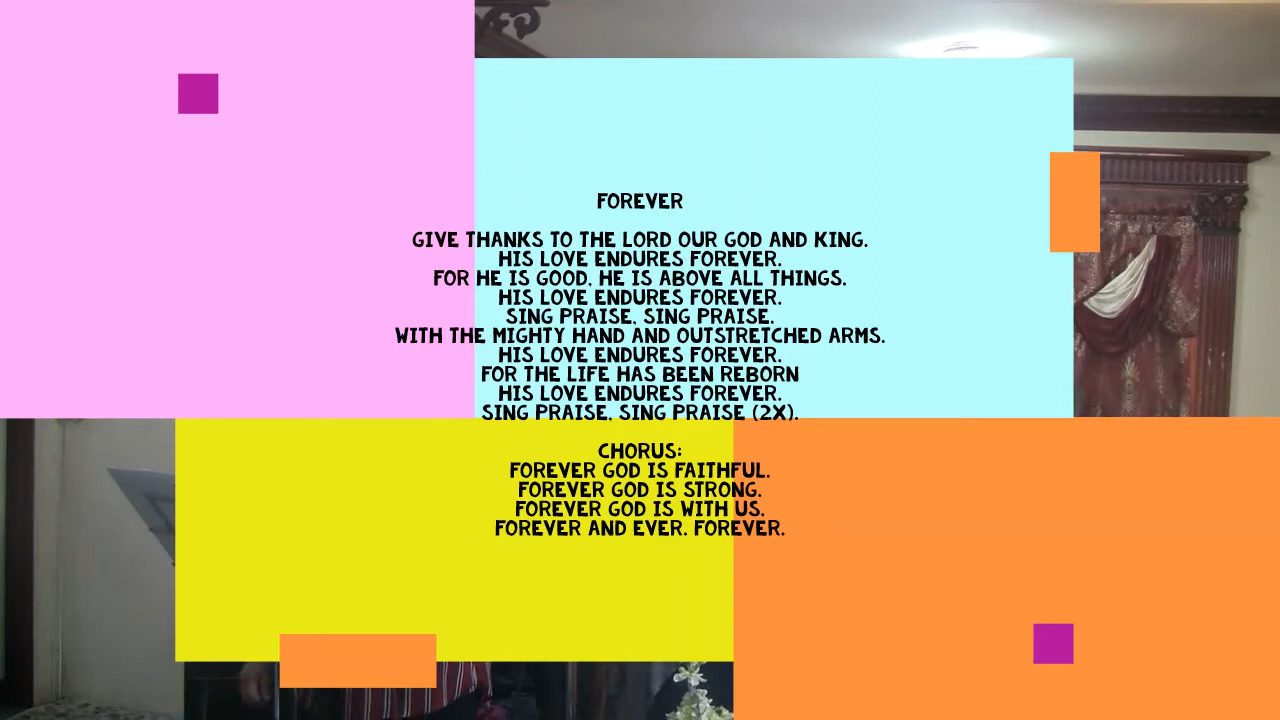 FOREVER
GIVE THANKS TO THE LORD OUR GOD AND KING.
HIS LOVE ENDURES FOREVER.
FOR HE IS GOOD, HE IS ABOVE ALL THINGS.
HIS LOVE ENDURES FOREVER.
SING PRAISE, SING PRAISE.
WITH THE MIGHTY HAND AND OUTSTRETCHED ARMS.
HIS LOVE ENDURES FOREVER.
FOR THE LIFE HAS BEEN REBORN
HIS LOVE ENDURES FOREVER.
SING PRAISE, SING PRAISE (2X).
CHORUS:
FOREVER GOD IS FAITHFUL.
FOREVER GOD IS STRONG.
FOREVER GOD IS WITH US.
FOREVER AND EVER. FOREVER.